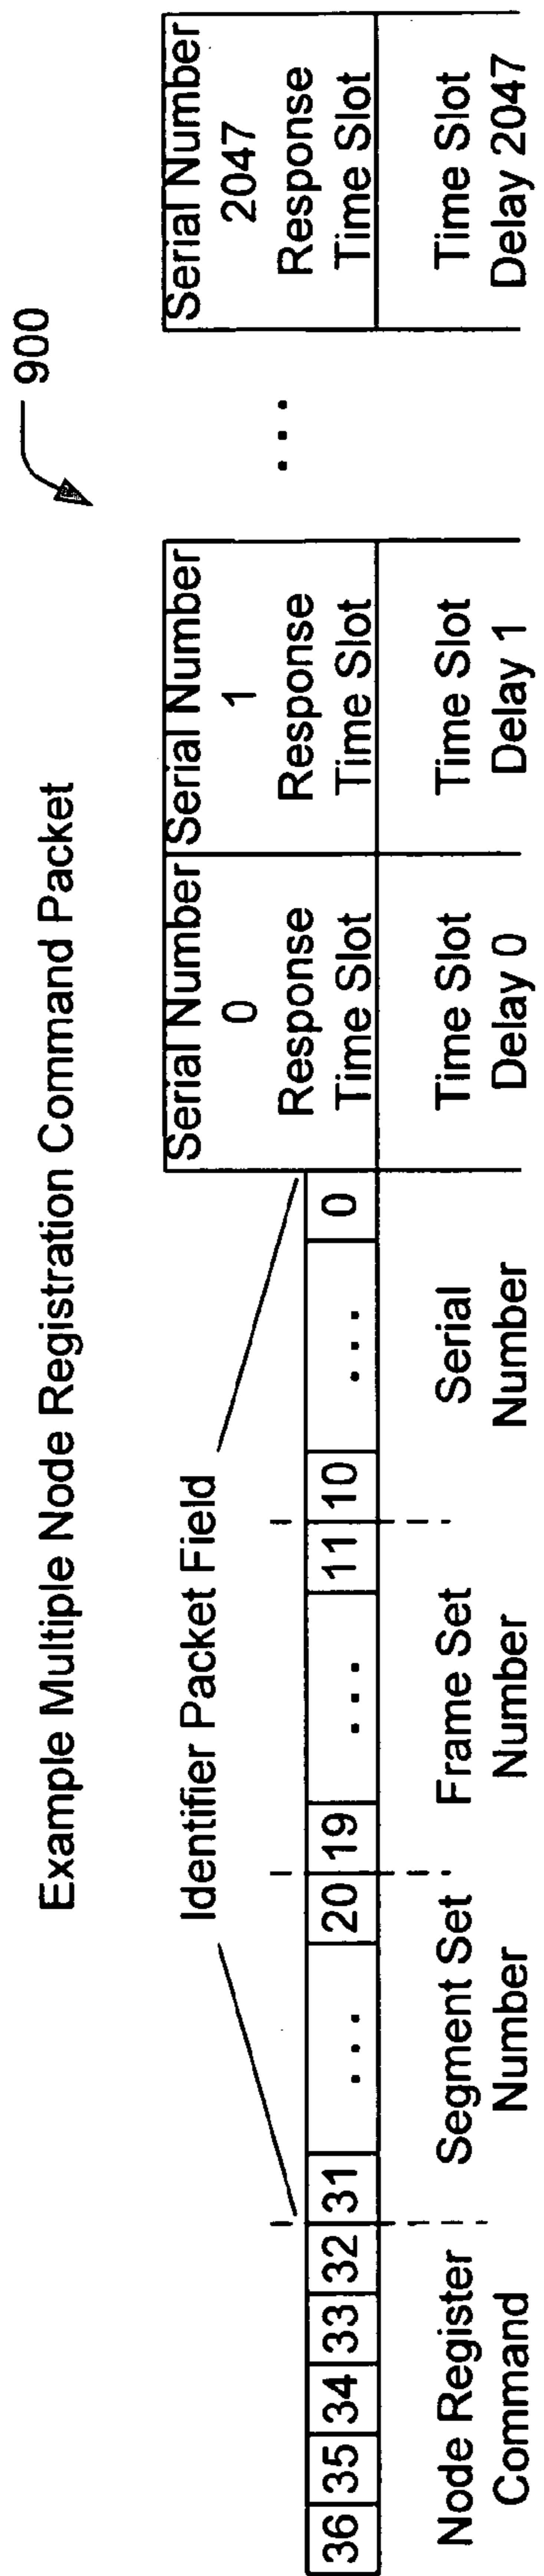 Example Multiple Node Registration Command Packet
900
Identifier Packet Field
36 35 34 33 32 31 ... 20 19 ... 11 10 ... 0
Node Register
Command
Segment Set
Number
Frame Set
Number
Serial
Number
Serial Number
0
Response
Time Slot
Time Slot
Delay 0
Serial Number
1
Response
Time Slot
Time Slot
Delay 1
...
Serial Number
2047
Response
Time Slot
Time Slot
Delay 2047